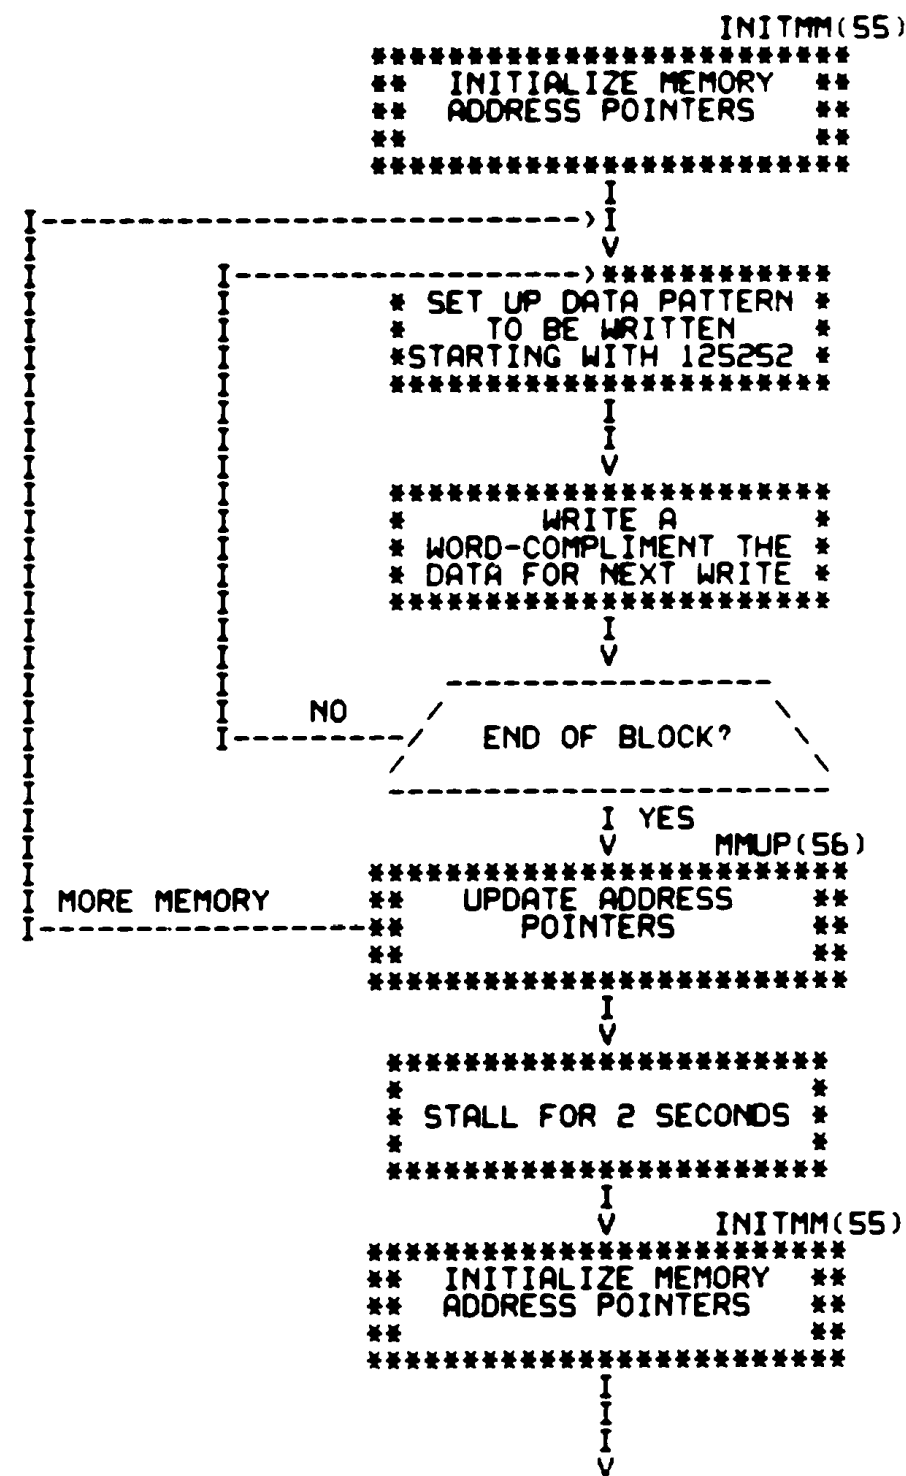 INITMM(55)
INITIALIZE MEMORY
ADDRESS POINTERS
SET UP DATA PATTERN
TO BE WRITTEN
STARTING WITH 125252
WRITE A
WORD-COMPLIMENT THE
DATA FOR NEXT WRITE
NO
END OF BLOCK?
YES
MMUP(56)
MORE MEMORY
UPDATE ADDRESS
POINTERS
STALL FOR 2 SECONDS
INITMM(55)
INITIALIZE MEMORY
ADDRESS POINTERS